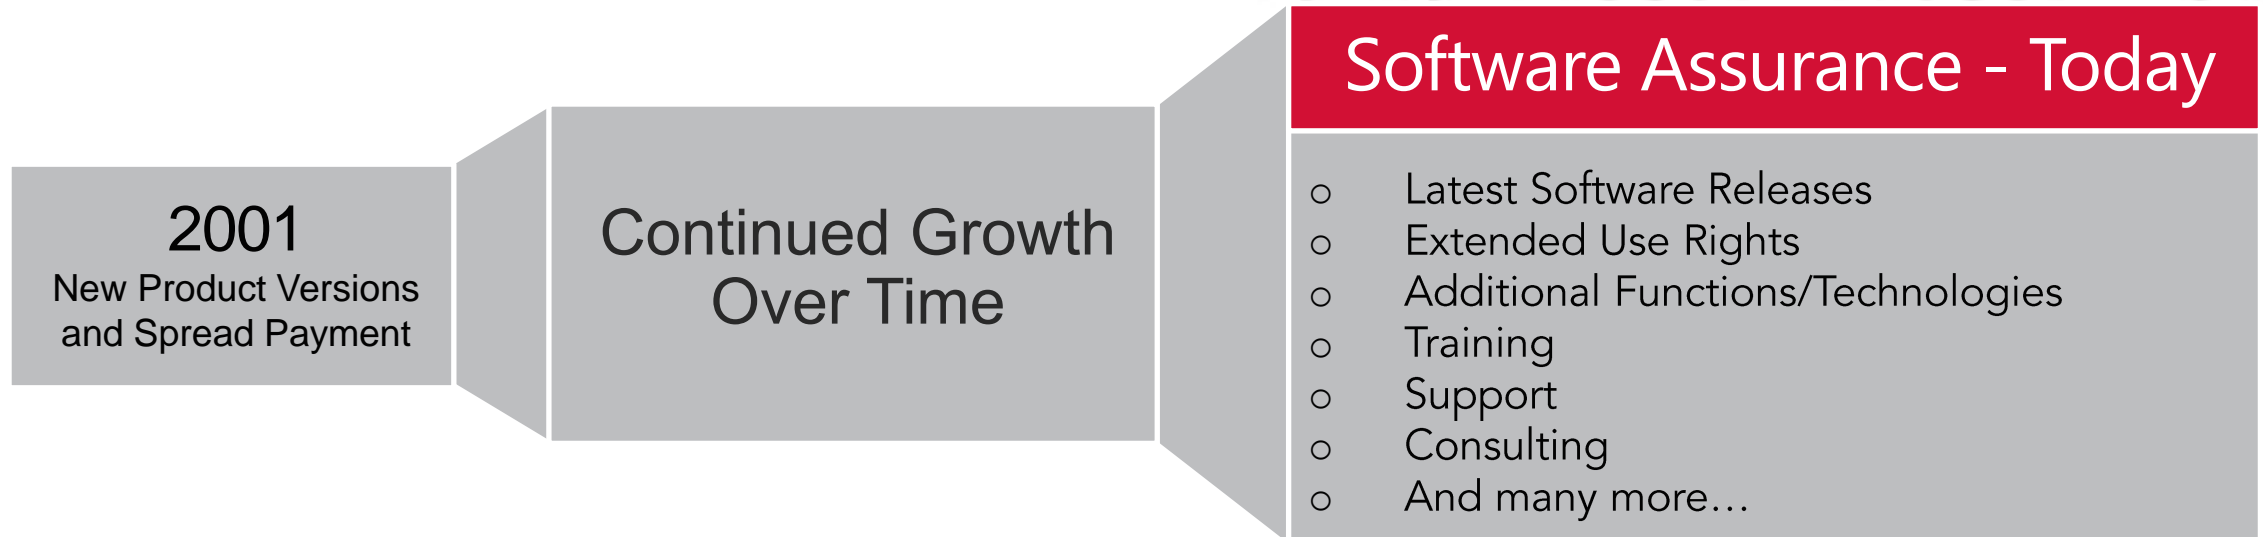 2001
New Product Versions
and Spread Payment
Continued Growth
Over Time
Software Assurance - Today
○ Latest Software Releases
○ Extended Use Rights
○ Additional Functions/Technologies
○ Training
○ Support
○ Consulting
○ And many more…